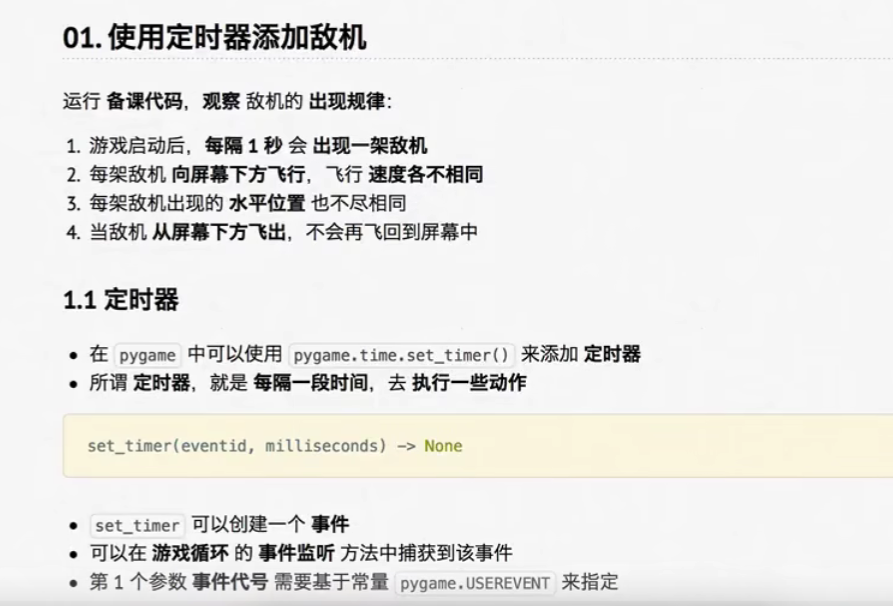 01. 使用定时器添加敌机
运行 备课代码，观察 敌机的 出现规律：
1. 游戏启动后，每隔 1 秒 会 出现一架敌机
2. 每架敌机 向屏幕下方飞行，飞行 速度各不相同
3. 每架敌机出现的 水平位置 也不尽相同
4. 当敌机 从屏幕下方飞出，不会再飞回到屏幕中
1.1 定时器
• 在 pygame 中可以使用 pygame.time.set_timer() 来添加 定时器
• 所谓 定时器，就是 每隔一段时间，去 执行一些动作
set_timer(eventid, milliseconds) -> None
• set_timer 可以创建一个 事件
• 可以在 游戏循环 的 事件监听 方法中捕获到该事件
• 第 1 个参数 事件代号 需要基于常量 pygame.USEREVENT 来指定